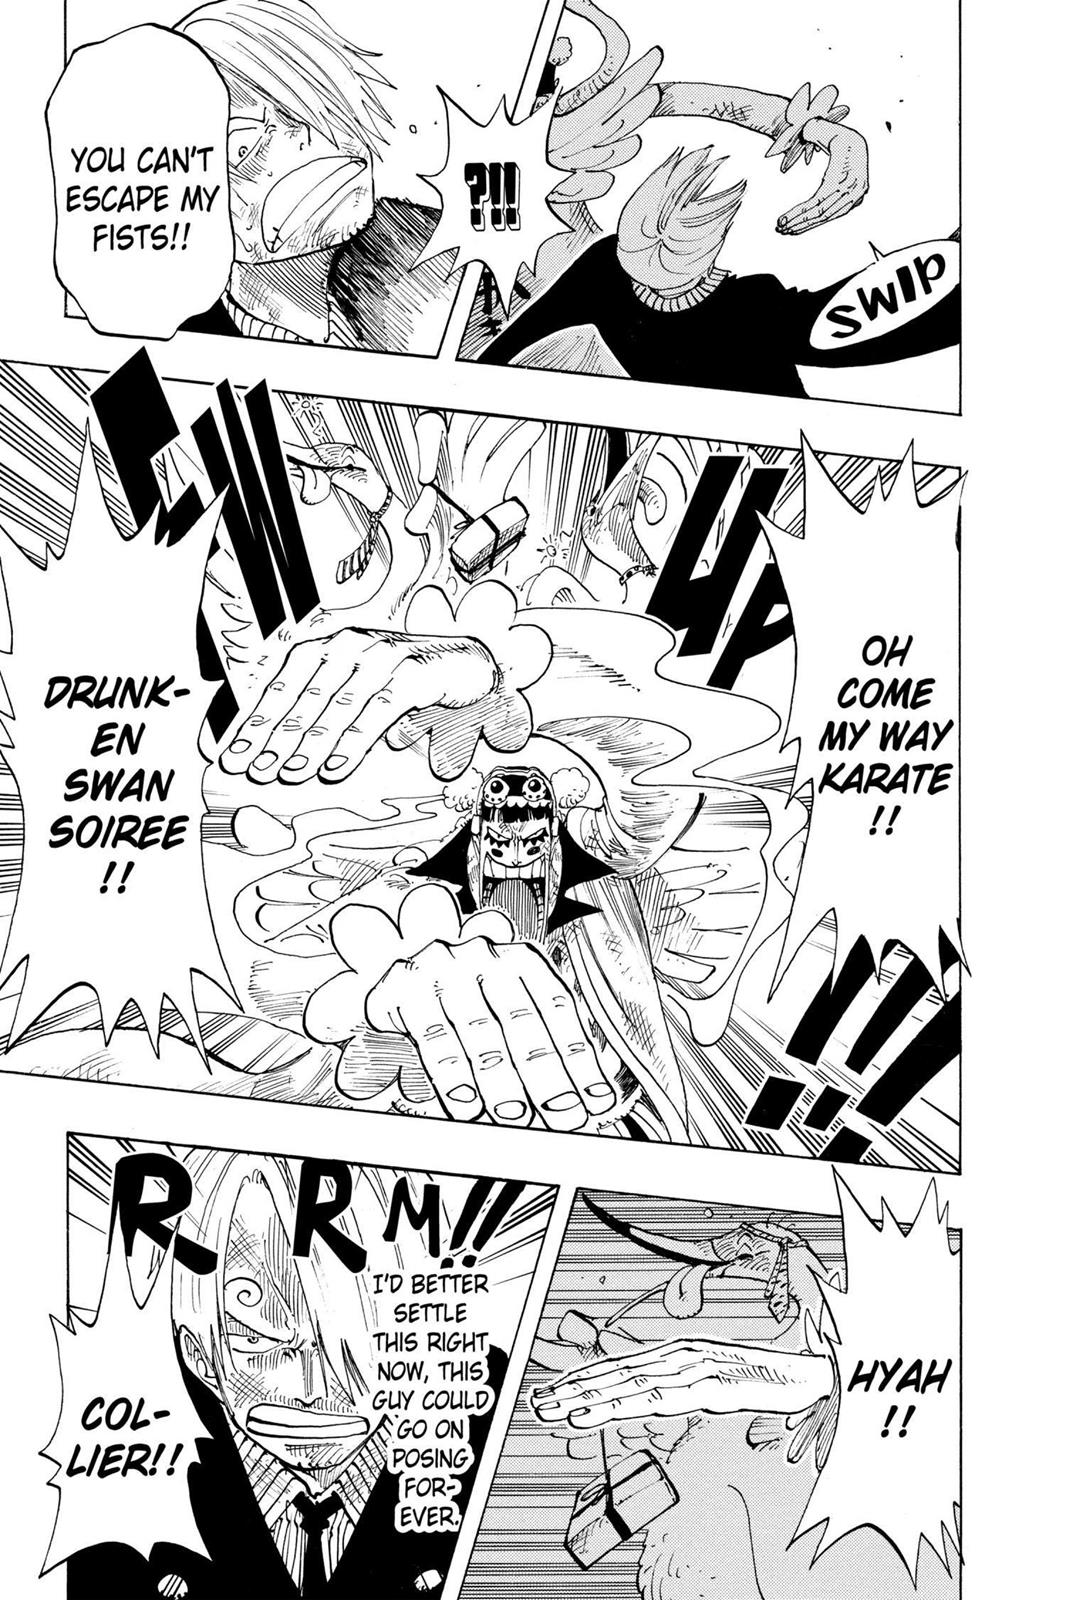 SWIP
?!!
YOU CAN'T
ESCAPE MY
FISTS!!
OH
COME
MY WAY
KARATE
!!
DRUNK-
EN
SWAN
SOIREE
!!
!!!
HYAH
!!
R R M!!
I'D BETTER
SETTLE
THIS RIGHT
NOW, THIS
GUY COULD
GO ON
POSING
FOR-
EVER.
COL-
LIER!!